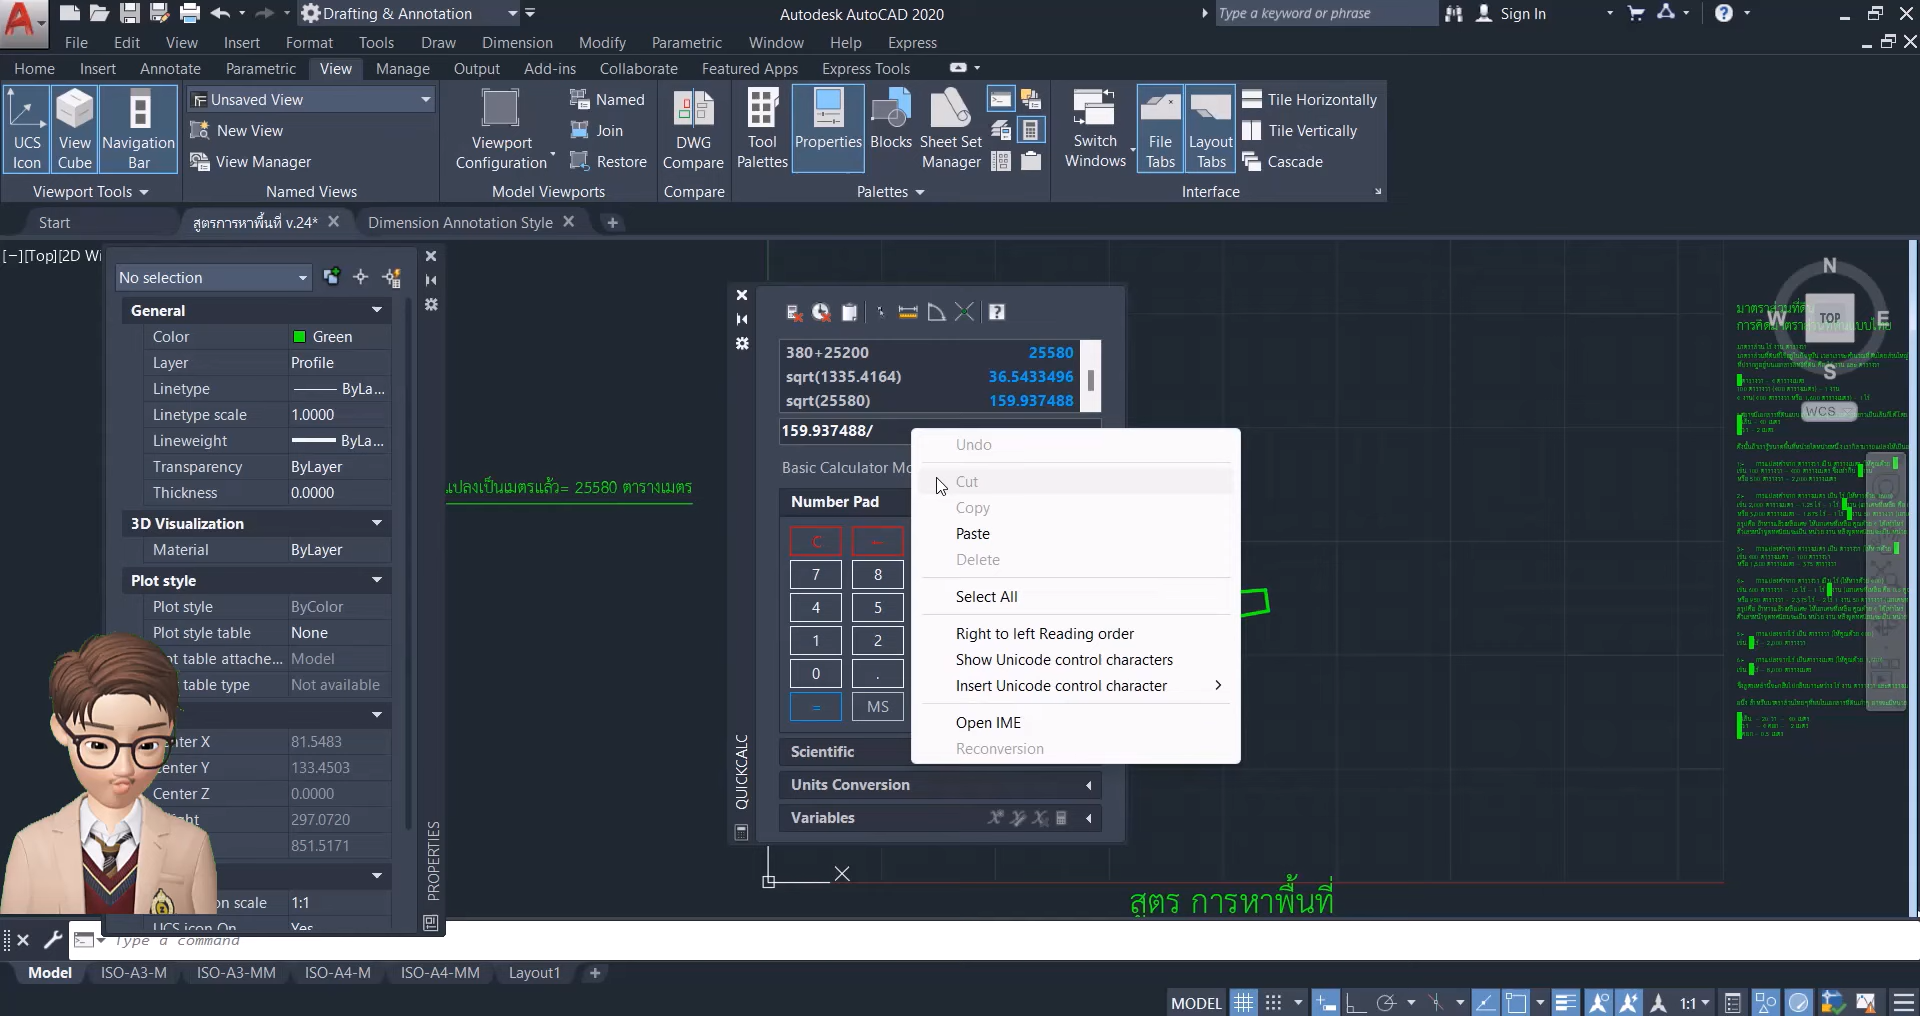 Drafting & Annotation
Autodesk AutoCAD 2020
Type a keyword or phrase
Sign In
File Edit View Insert Format Tools Draw Dimension Modify Parametric Window Help Express
Home Insert Annotate Parametric View Manage Output Add-ins Collaborate Featured Apps Express Tools
UCS Icon
View Cube
Navigation Bar
Unsaved View
New View
View Manager
Viewport Configuration
Named
Join
Restore
DWG Compare
Tool Palettes
Properties
Blocks
Sheet Set Manager
Switch Windows
File Tabs
Layout Tabs
Tile Horizontally
Tile Vertically
Cascade
Viewport Tools
Named Views
Model Viewports
Compare
Palettes
Interface
Start
สูตรการหาพื้นที่ v.24*
Dimension Annotation Style
[−][Top][2D Wi
No selection
General
Color Green
Layer Profile
Linetype ByLa...
Linetype scale 1.0000
Lineweight ByLa...
Transparency ByLayer
Thickness 0.0000
3D Visualization
Material ByLayer
Plot style
Plot style ByColor
Plot style table None
ot table attache... Model
table type Not available
enter X 81.5483
enter Y 133.4503
enter Z 0.0000
ght 297.0720
851.5171
on scale 1:1
UCS icon On Yes
PROPERTIES
แปลงเป็นเมตรแล้ว= 25580 ตารางเมตร
380+25200 25580
sqrt(1335.4164) 36.5433496
sqrt(25580) 159.937488
159.937488/
Basic Calculator Mo
Number Pad
C
7 8
4 5
1 2
0 .
= MS
Scientific
Units Conversion
Variables
QUICKCALC
Undo
Cut
Copy
Paste
Delete
Select All
Right to left Reading order
Show Unicode control characters
Insert Unicode control character
Open IME
Reconversion
N
W TOP E
S
WCS
X
สูตร การหาพื้นที่
Type a command
Model ISO-A3-M ISO-A3-MM ISO-A4-M ISO-A4-MM Layout1
MODEL
1:1